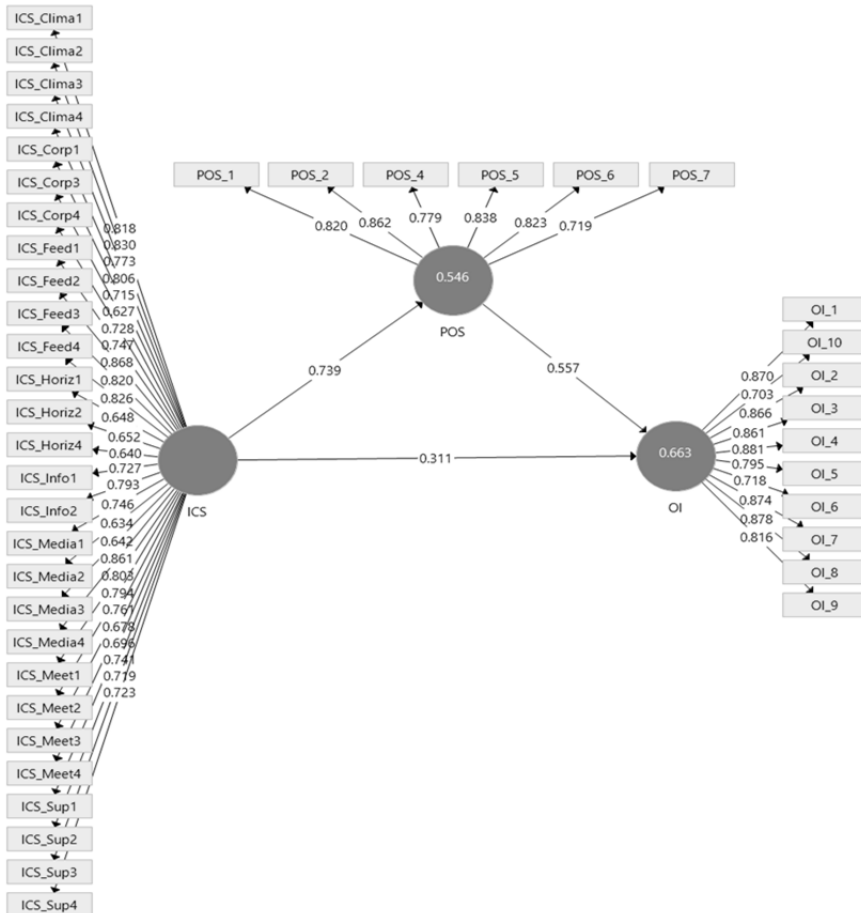 ICS_Clima1
ICS_Clima2
ICS_Clima3
ICS_Clima4
ICS_Corp1
ICS_Corp3
ICS_Corp4
ICS_Feed1
ICS_Feed2
ICS_Feed3
ICS_Feed4
ICS_Horiz1
ICS_Horiz2
ICS_Horiz4
ICS_Info1
ICS_Info2
ICS_Media1
ICS_Media2
ICS_Media3
ICS_Media4
ICS_Meet1
ICS_Meet2
ICS_Meet3
ICS_Meet4
ICS_Sup1
ICS_Sup2
ICS_Sup3
ICS_Sup4
0.818
0.830
0.773
0.806
0.715
0.627
0.728
0.747
0.868
0.820
0.826
0.648
0.652
0.640
0.727
0.793
0.746
0.634
0.642
0.861
0.803
0.794
0.761
0.678
0.696
0.741
0.719
0.723
ICS
0.739
0.311
POS_1
POS_2
POS_4
POS_5
POS_6
POS_7
0.820
0.862
0.779
0.838
0.823
0.719
0.546
POS
0.557
0.663
OI
0.870
0.703
0.866
0.861
0.881
0.795
0.718
0.874
0.878
0.816
OI_1
OI_10
OI_2
OI_3
OI_4
OI_5
OI_6
OI_7
OI_8
OI_9